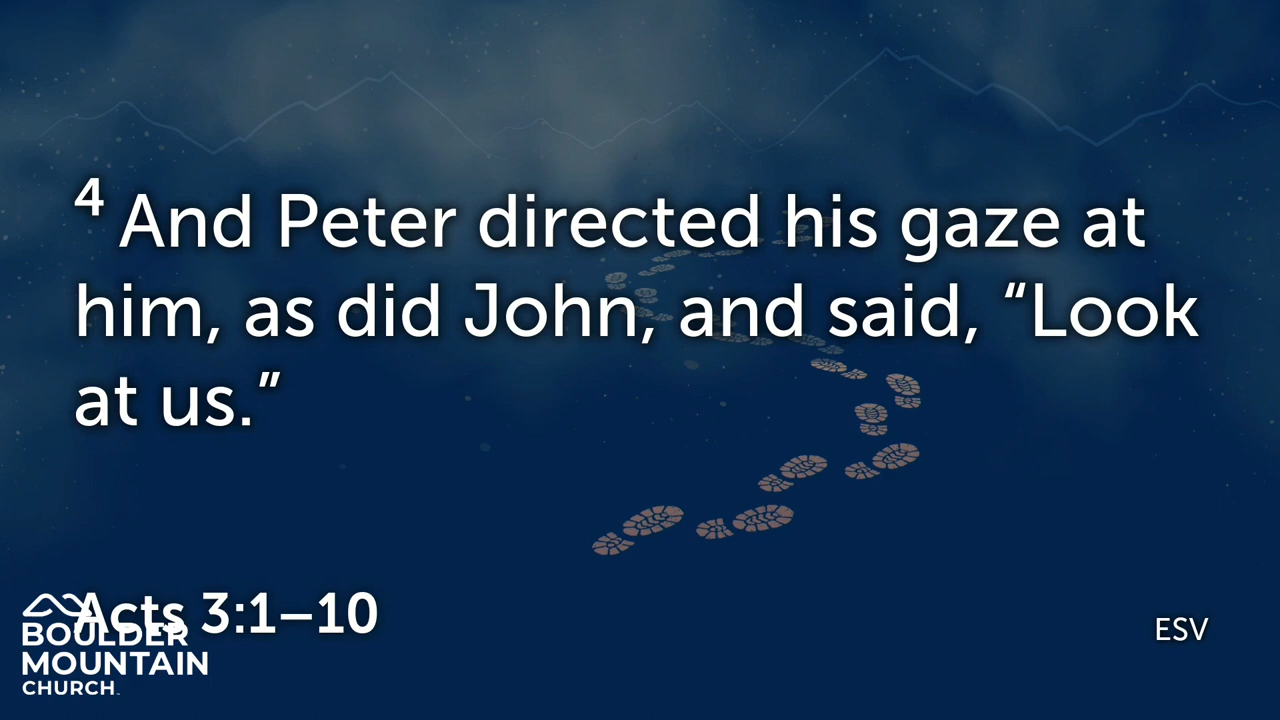 4 And Peter directed his gaze at
him, as did John, and said, “Look
at us.”
Acts 3:1–10
ESV
BOULDER
MOUNTAIN
CHURCH